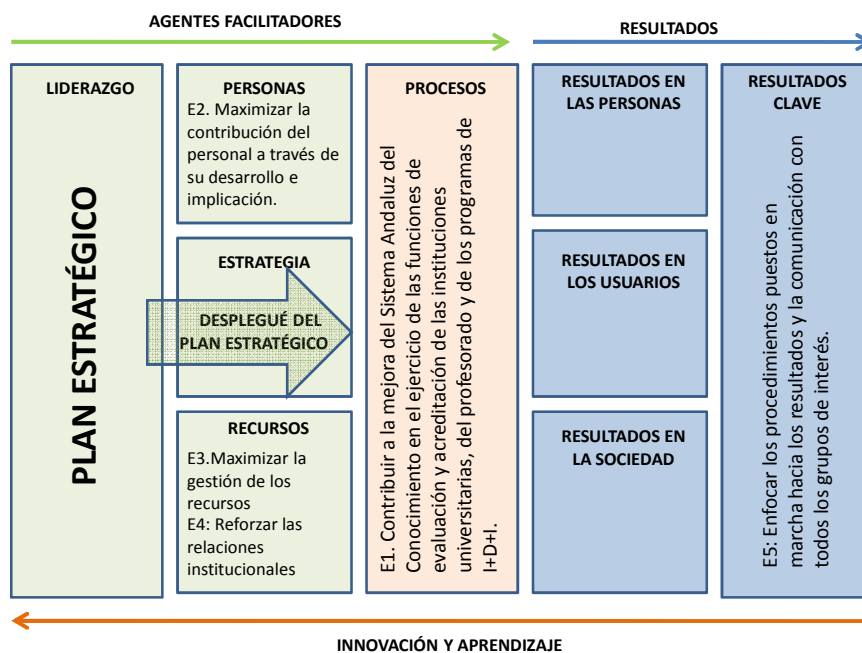 AGENTES FACILITADORES
RESULTADOS
LIDERAZGO
PLAN ESTRATÉGICO
PERSONAS
E2. Maximizar la
contribución del
personal a través de
su desarrollo e
implicación.
ESTRATEGIA
DESPLEGUÉ DEL
PLAN ESTRATÉGICO
RECURSOS
E3.Maximizar la
gestión de los
recursos
E4: Reforzar las
relaciones
institucionales
PROCESOS
E1. Contribuir a la mejora del Sistema Andaluz del
Conocimiento en el ejercicio de las funciones de
evaluación y acreditación de las instituciones
universitarias, del profesorado y de los programas de
I+D+I.
RESULTADOS EN
LAS PERSONAS
RESULTADOS EN
LOS USUARIOS
RESULTADOS EN
LA SOCIEDAD
RESULTADOS
CLAVE
E5: Enfocar los procedimientos puestos en
marcha hacia los resultados y la comunicación con
todos los grupos de interés.
INNOVACIÓN Y APRENDIZAJE